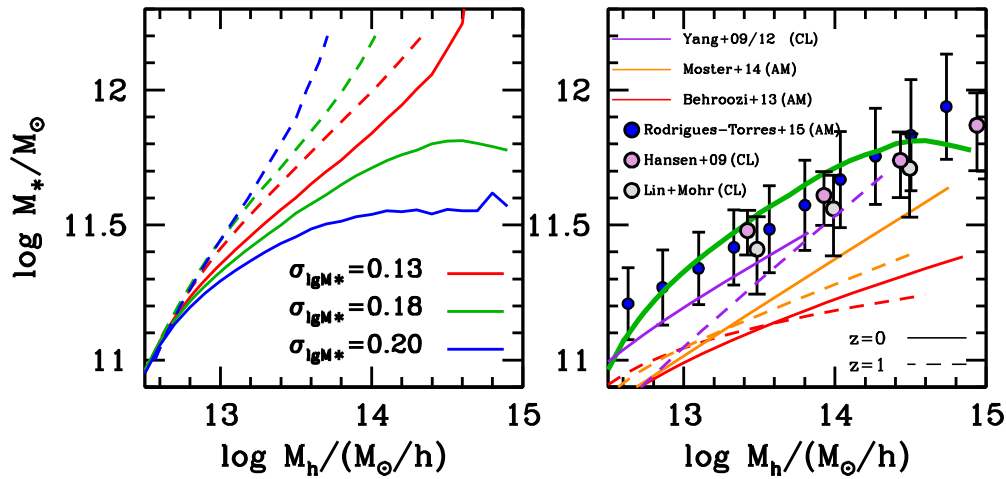 log M*/M⊙
12
11.5
11
σlgM*=0.13
σlgM*=0.18
σlgM*=0.20
13
14
15
log Mh/(M⊙/h)
12
11.5
11
Yang+09/12 (CL)
Moster+14 (AM)
Behroozi+13 (AM)
Rodrigues-Torres+15 (AM)
Hansen+09 (CL)
Lin+Mohr (CL)
z=0
z=1
13
14
15
log Mh/(M⊙/h)